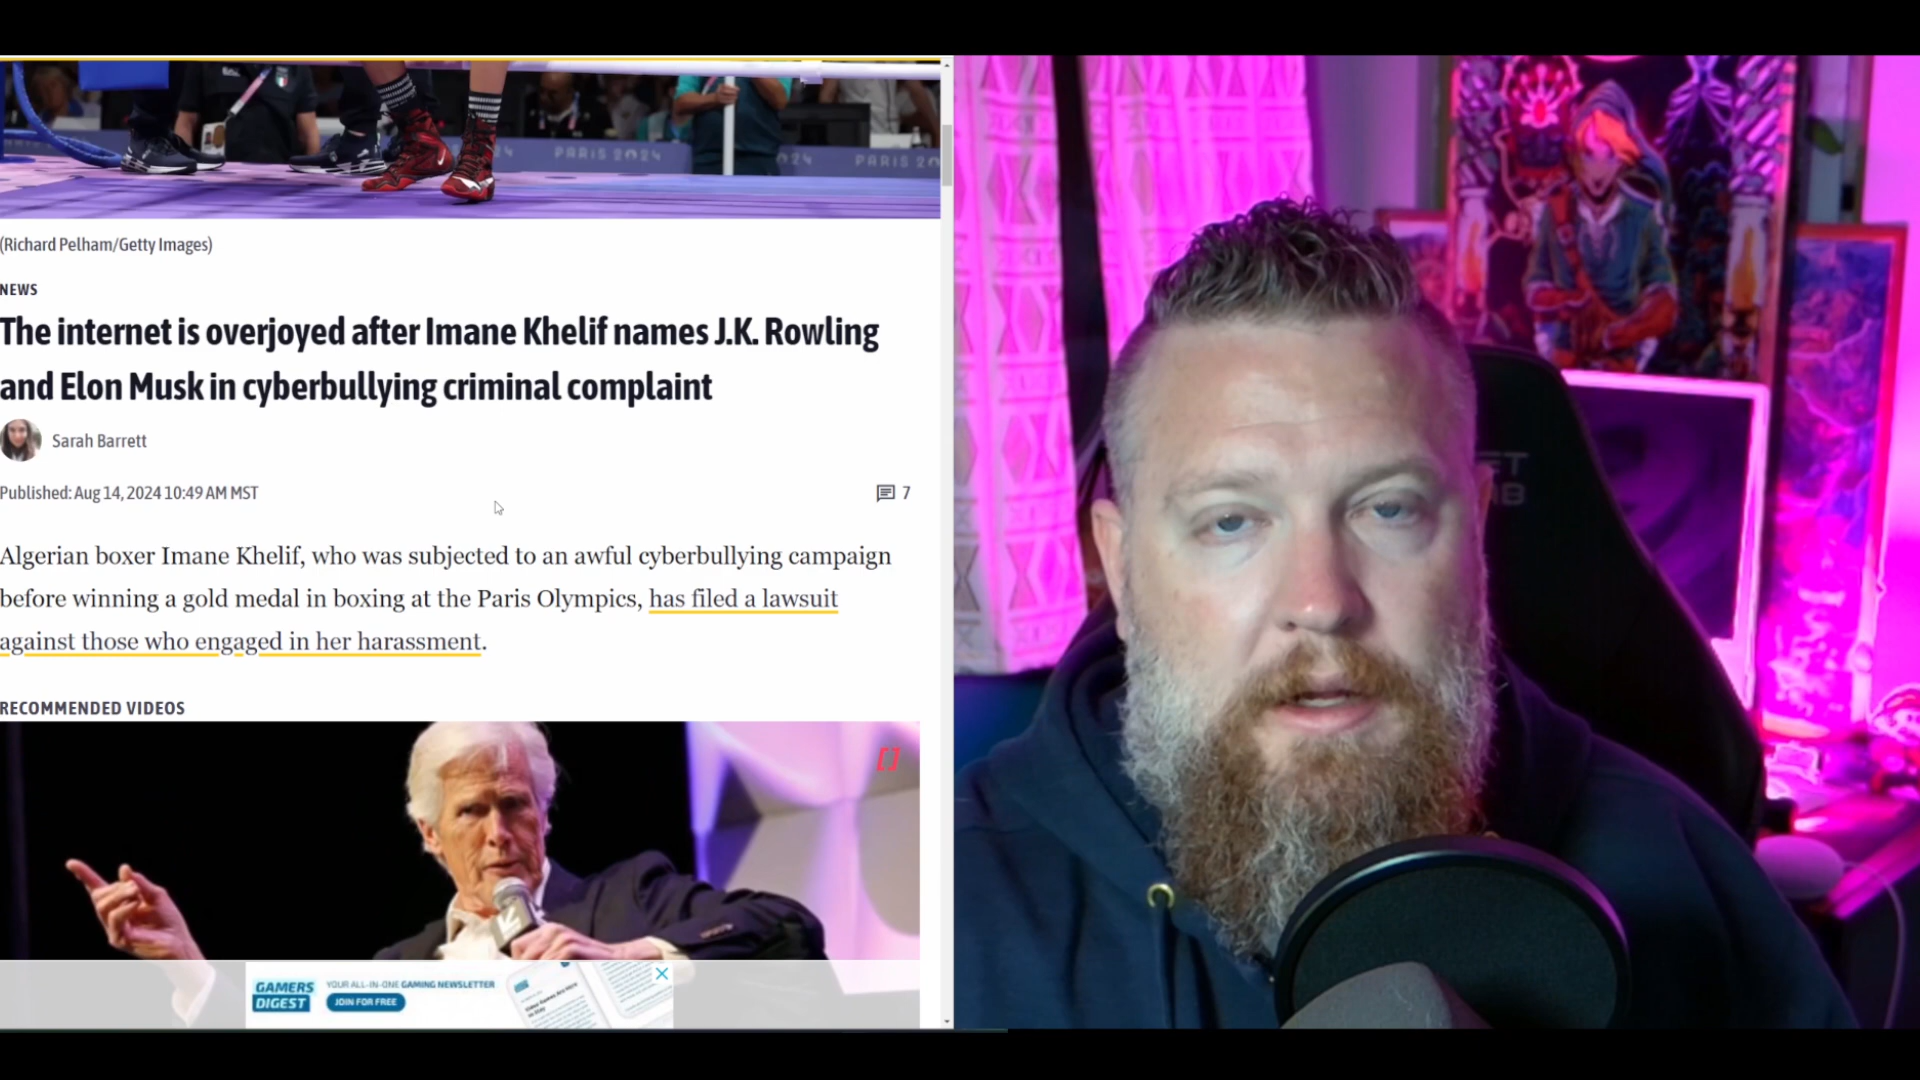 PARIS 2024
24
PARIS 20
(Richard Pelham/Getty Images)
NEWS
The internet is overjoyed after Imane Khelif names J.K. Rowling
and Elon Musk in cyberbullying criminal complaint
Sarah Barrett
Published: Aug 14, 2024 10:49 AM MST
7
Algerian boxer Imane Khelif, who was subjected to an awful cyberbullying campaign
before winning a gold medal in boxing at the Paris Olympics, has filed a lawsuit
against those who engaged in her harassment.
RECOMMENDED VIDEOS
GAMERS
DIGEST
YOUR ALL-IN-ONE GAMING NEWSLETTER
JOIN FOR FREE